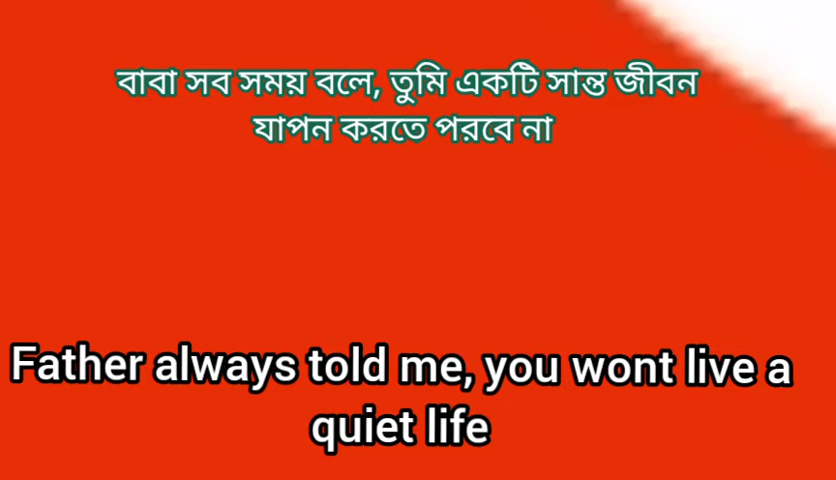 বাবা সব সময় বলে, তুমি একটি সান্ত জীবন
যাপন করতে পরবে না
Father always told me, you wont live a
quiet life